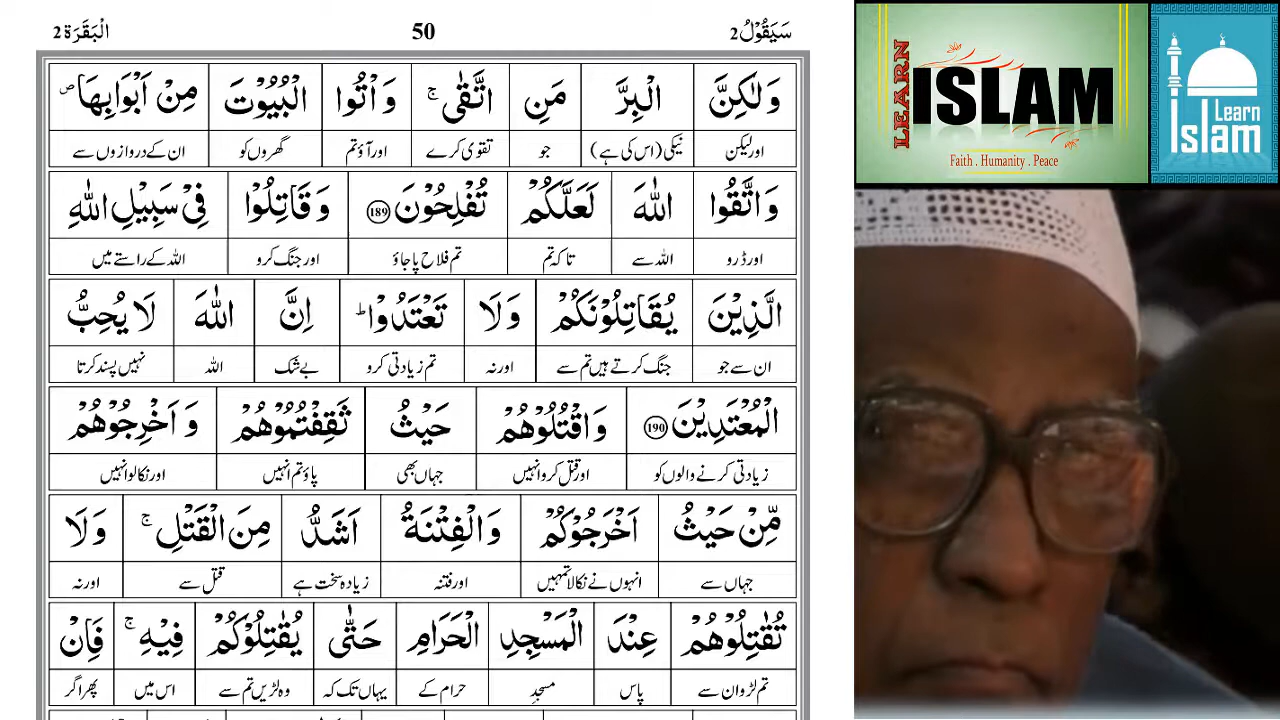 اَلْبَقَرَة 2 50 سَيَقُوْلُ 2
وَلٰكِنَّ الْبِرَّ مَنِ اتَّقٰى ۚ وَاْتُوا الْبُيُوْتَ مِنْ اَبْوَابِهَا ۖ
اور لیکن نیکی (اس کی ہے) جو تقوی کرے اور آؤ تم گھروں کو ان کے دروازوں سے
وَاتَّقُوا اللّٰهَ لَعَلَّكُمْ تُفْلِحُوْنَ 189 وَقَاتِلُوْا فِيْ سَبِيْلِ اللّٰهِ
اور ڈرو اللہ سے تاکہ تم تم فلاح پا جاؤ اور جنگ کرو اللہ کے راستے میں
الَّذِيْنَ يُقَاتِلُوْنَكُمْ وَلَا تَعْتَدُوْا ؕ اِنَّ اللّٰهَ لَا يُحِبُّ
ان سے جو جنگ کرتے ہیں تم سے اور نہ تم زیادتی کرو بے شک اللہ نہیں پسند کرتا
الْمُعْتَدِيْنَ 190 وَاقْتُلُوْهُمْ حَيْثُ ثَقِفْتُمُوْهُمْ وَاَخْرِجُوْهُمْ
زیادتی کرنے والوں کو اور قتل کرو انہیں جہاں بھی پاؤ تم انہیں اور نکالو انہیں
مِّنْ حَيْثُ اَخْرَجُوْكُمْ وَالْفِتْنَةُ اَشَدُّ مِنَ الْقَتْلِ ۚ وَلَا
جہاں سے انہوں نے نکالا تمہیں اور فتنہ زیادہ سخت ہے قتل سے اور نہ
تُقٰتِلُوْهُمْ عِنْدَ الْمَسْجِدِ الْحَرَامِ حَتّٰى يُقٰتِلُوْكُمْ فِيْهِ ۚ فَاِنْ
تم لڑو ان سے پاس مسجدِ حرام کے یہاں تک کہ وہ لڑیں تم سے اس میں پھر اگر
LEARN
ISLAM
Faith . Humanity . Peace
Learn
Islam